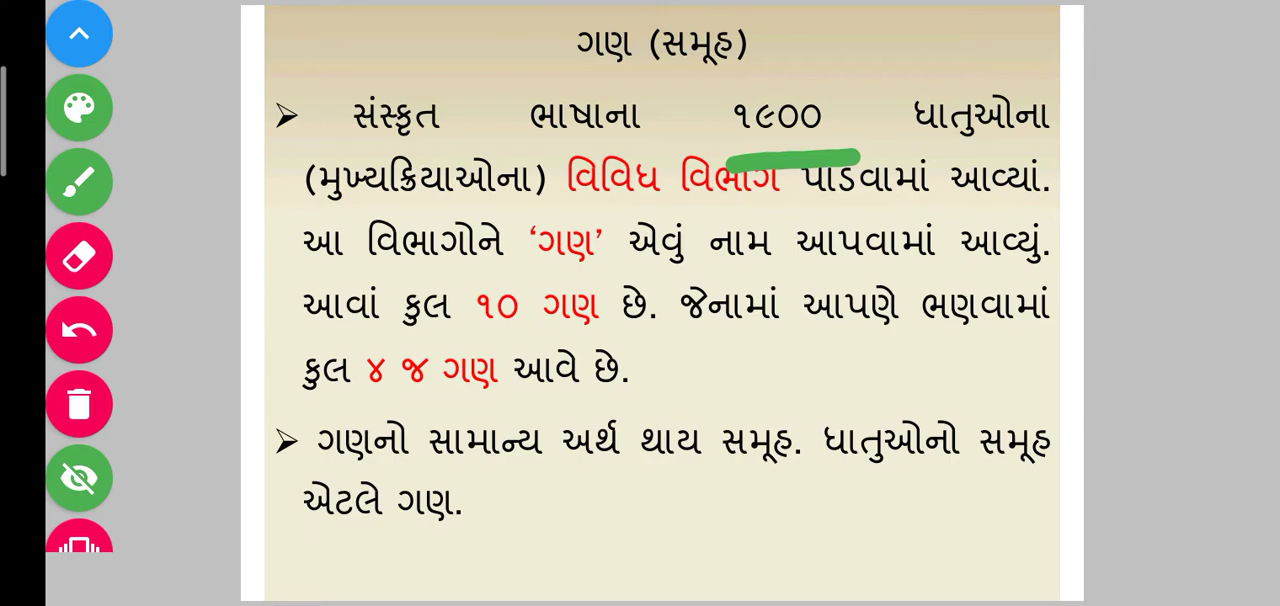 ગણ (સમૂહ)
➢ સંસ્કૃત ભાષાના ૧૯૦૦ ધાતુઓના
(મુખ્યક્રિયાઓના) વિવિધ વિભાગ પાડવામાં આવ્યાં.
આ વિભાગોને ‘ગણ’ એવું નામ આપવામાં આવ્યું.
આવાં કુલ ૧૦ ગણ છે. જેનામાં આપણે ભણવામાં
કુલ ૪ જ ગણ આવે છે.
➢ ગણનો સામાન્ય અર્થ થાય સમૂહ. ધાતુઓનો સમૂહ
એટલે ગણ.